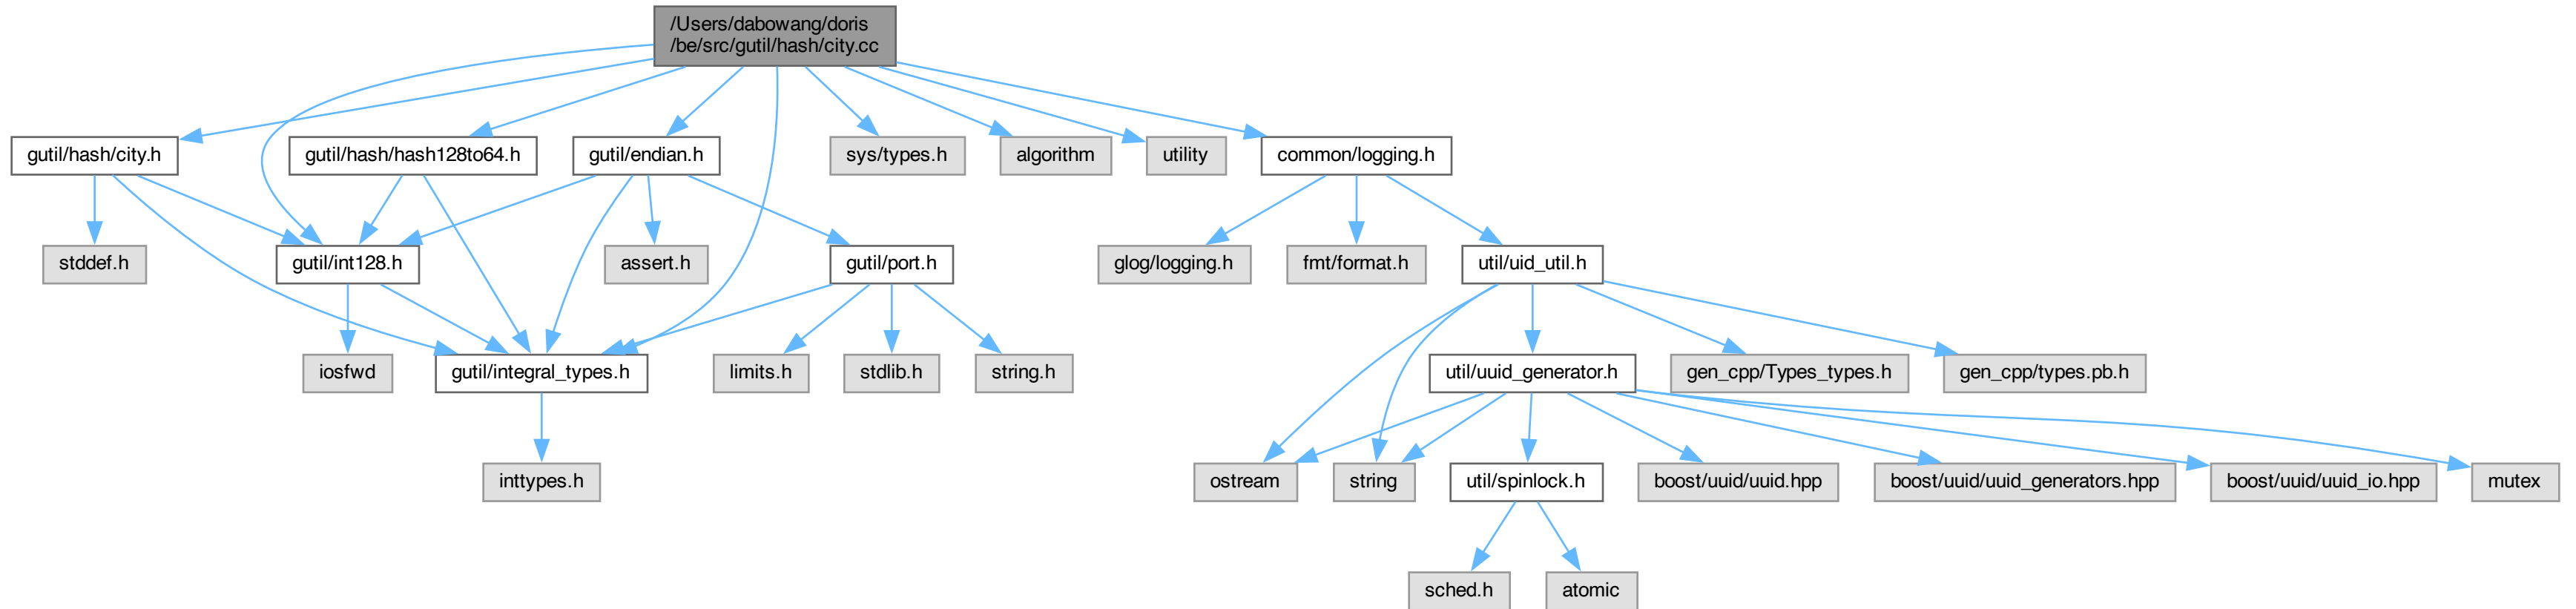 /Users/dabowang/doris
/be/src/gutil/hash/city.cc
gutil/hash/city.h
gutil/hash/hash128to64.h
gutil/endian.h
sys/types.h
algorithm
utility
common/logging.h
stddef.h
gutil/int128.h
assert.h
gutil/port.h
glog/logging.h
fmt/format.h
util/uid_util.h
iosfwd
gutil/integral_types.h
limits.h
stdlib.h
string.h
util/uuid_generator.h
gen_cpp/Types_types.h
gen_cpp/types.pb.h
inttypes.h
ostream
string
util/spinlock.h
boost/uuid/uuid.hpp
boost/uuid/uuid_generators.hpp
boost/uuid/uuid_io.hpp
mutex
sched.h
atomic